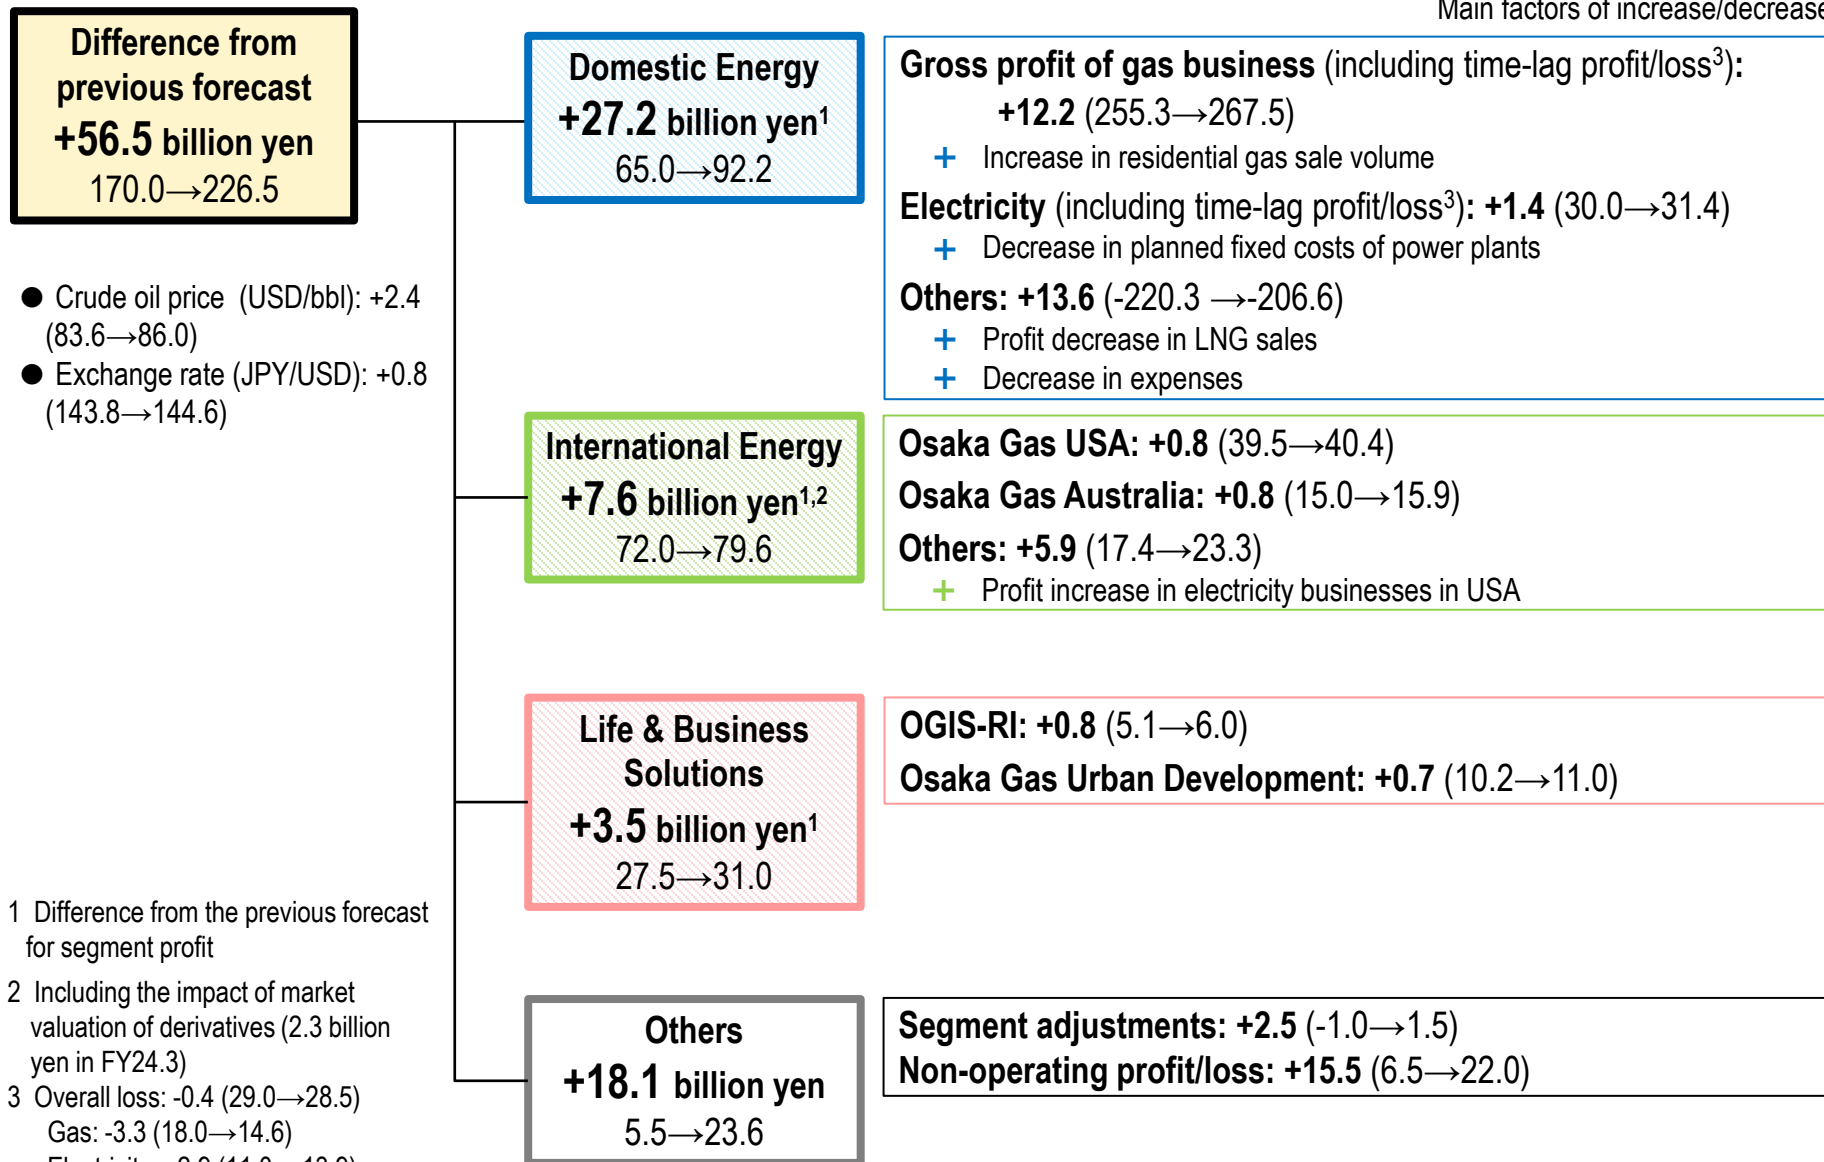 Main factors of increase/decrease
Difference from
previous forecast
+56.5 billion yen
170.0→226.5
● Crude oil price (USD/bbl): +2.4
(83.6→86.0)
● Exchange rate (JPY/USD): +0.8
(143.8→144.6)
Domestic Energy
+27.2 billion yen1
65.0→92.2
Gross profit of gas business (including time-lag profit/loss3):
+12.2 (255.3→267.5)
+ Increase in residential gas sale volume
Electricity (including time-lag profit/loss3): +1.4 (30.0→31.4)
+ Decrease in planned fixed costs of power plants
Others: +13.6 (-220.3 →-206.6)
+ Profit decrease in LNG sales
+ Decrease in expenses
International Energy
+7.6 billion yen1,2
72.0→79.6
Osaka Gas USA: +0.8 (39.5→40.4)
Osaka Gas Australia: +0.8 (15.0→15.9)
Others: +5.9 (17.4→23.3)
+ Profit increase in electricity businesses in USA
Life & Business
Solutions
+3.5 billion yen1
27.5→31.0
OGIS-RI: +0.8 (5.1→6.0)
Osaka Gas Urban Development: +0.7 (10.2→11.0)
Others
+18.1 billion yen
5.5→23.6
Segment adjustments: +2.5 (-1.0→1.5)
Non-operating profit/loss: +15.5 (6.5→22.0)
1 Difference from the previous forecast
for segment profit
2 Including the impact of market
valuation of derivatives (2.3 billion
yen in FY24.3)
3 Overall loss: -0.4 (29.0→28.5)
Gas: -3.3 (18.0→14.6)